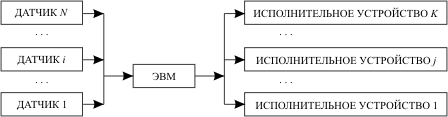 ДАТЧИК N
ИСПОЛНИТЕЛЬНОЕ УСТРОЙСТВО K
. . .
. . .
ДАТЧИК i
ИСПОЛНИТЕЛЬНОЕ УСТРОЙСТВО j
ЭВМ
. . .
. . .
ДАТЧИК 1
ИСПОЛНИТЕЛЬНОЕ УСТРОЙСТВО 1